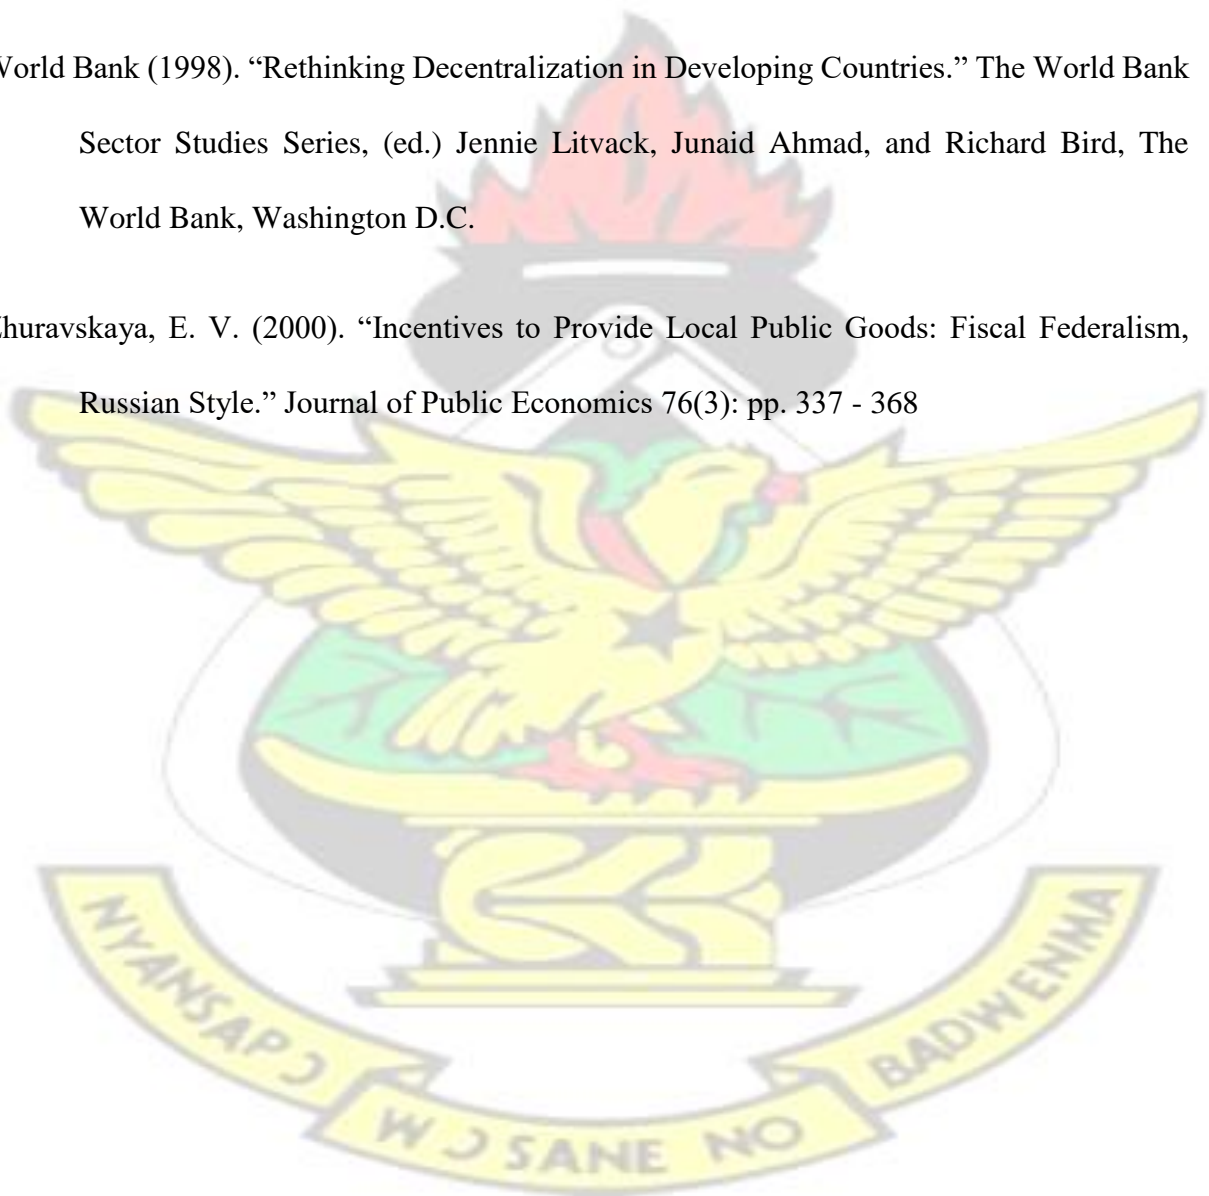 World Bank (1998). “Rethinking Decentralization in Developing Countries.” The World Bank
Sector Studies Series, (ed.) Jennie Litvack, Junaid Ahmad, and Richard Bird, The
World Bank, Washington D.C.
Zhuravskaya, E. V. (2000). “Incentives to Provide Local Public Goods: Fiscal Federalism,
Russian Style.” Journal of Public Economics 76(3): pp. 337 - 368
NYANSAPƆ
WƆSANE NO
BADWENMA